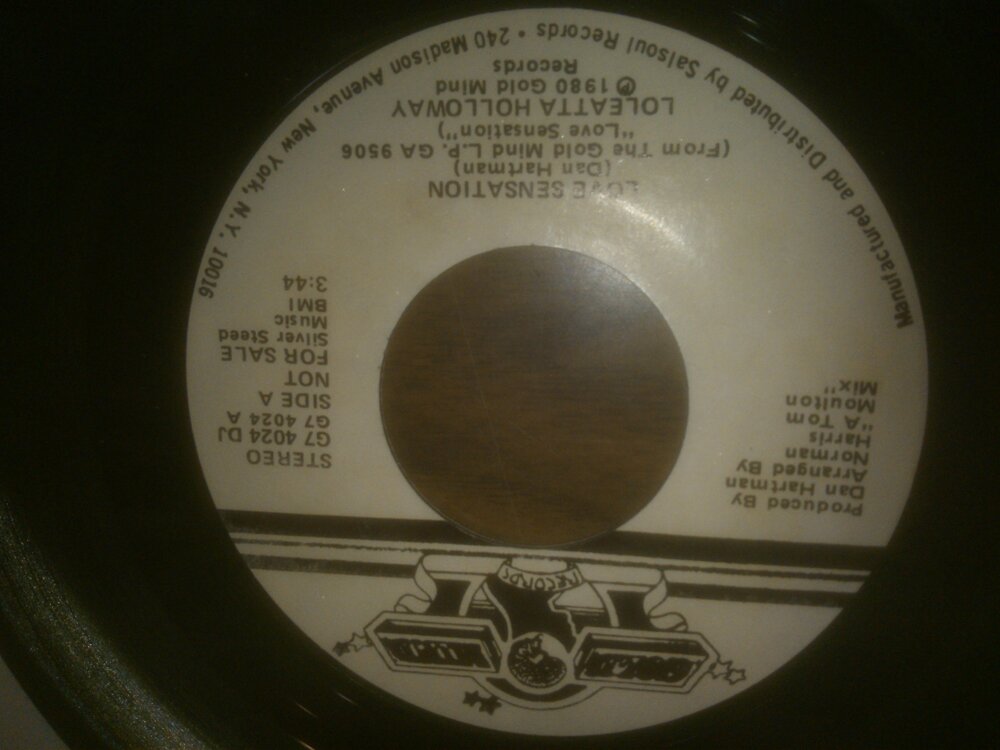 GOLD MIND
RECORDS
Produced By
Dan Hartman
Arranged By
Norman
Harris
"A Tom
Moulton
Mix"
STEREO
G7 4024 DJ
G7 4024 A
SIDE A
NOT
FOR SALE
Silver Steed
Music
BMI
3:44
LOVE SENSATION
(Dan Hartman)
(From The Gold Mind L.P. GA 9506
"Love Sensation")
LOLEATTA HOLLOWAY
℗ 1980 Gold Mind
Records
Manufactured and Distributed by Salsoul Records • 240 Madison Avenue, New York, N.Y. 10016